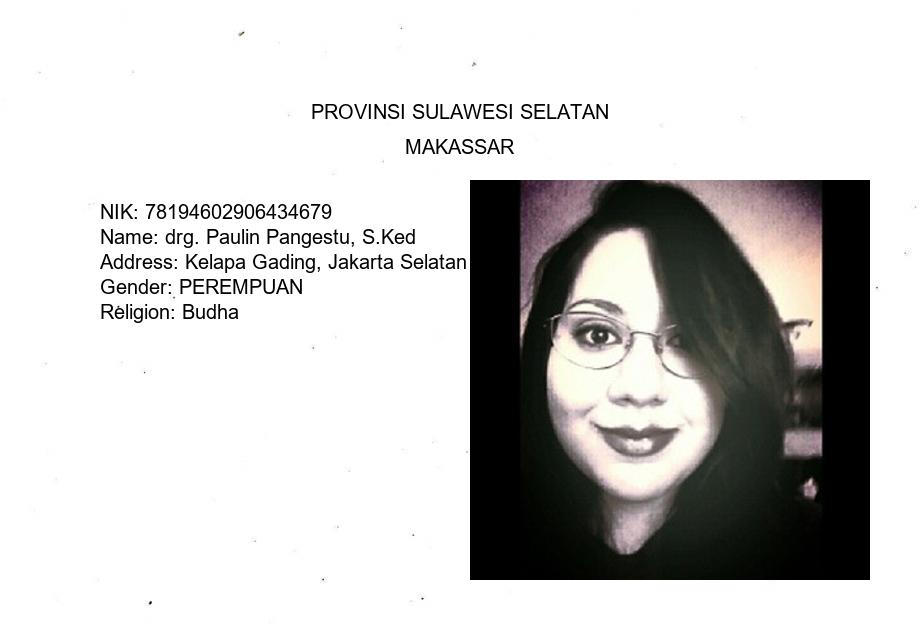 PROVINSI SULAWESI SELATAN
MAKASSAR
NIK: 78194602906434679
Name: drg. Paulin Pangestu, S.Ked
Address: Kelapa Gading, Jakarta Selatan
Gender: PEREMPUAN
Religion: Budha